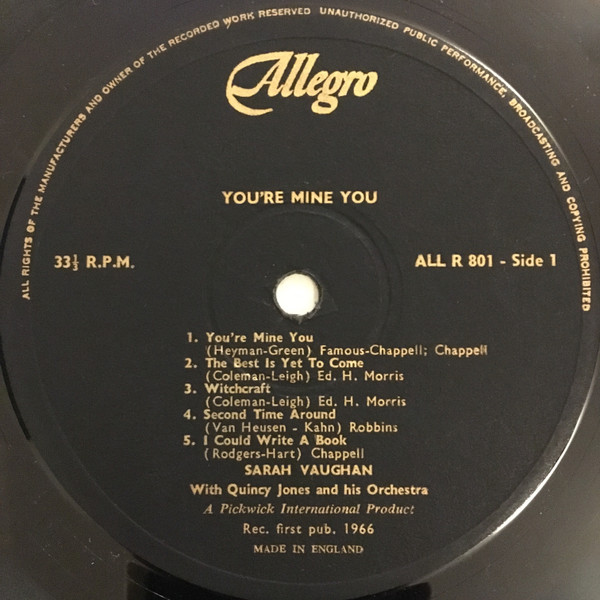 ALL RIGHTS OF THE MANUFACTURERS AND OWNER OF THE RECORDED WORK RESERVED UNAUTHORIZED PUBLIC PERFORMANCE, BROADCASTING AND COPYING PROHIBITED
Allegro
YOU'RE MINE YOU
33⅓ R.P.M.
ALL R 801 - Side 1
1. You're Mine You
(Heyman-Green) Famous-Chappell; Chappell
2. The Best Is Yet To Come
(Coleman-Leigh) Ed. H. Morris
3. Witchcraft
(Coleman-Leigh) Ed. H. Morris
4. Second Time Around
(Van Heusen - Kahn) Robbins
5. I Could Write A Book
(Rodgers-Hart) Chappell
SARAH VAUGHAN
With Quincy Jones and his Orchestra
A Pickwick International Product
Rec. first pub. 1966
MADE IN ENGLAND